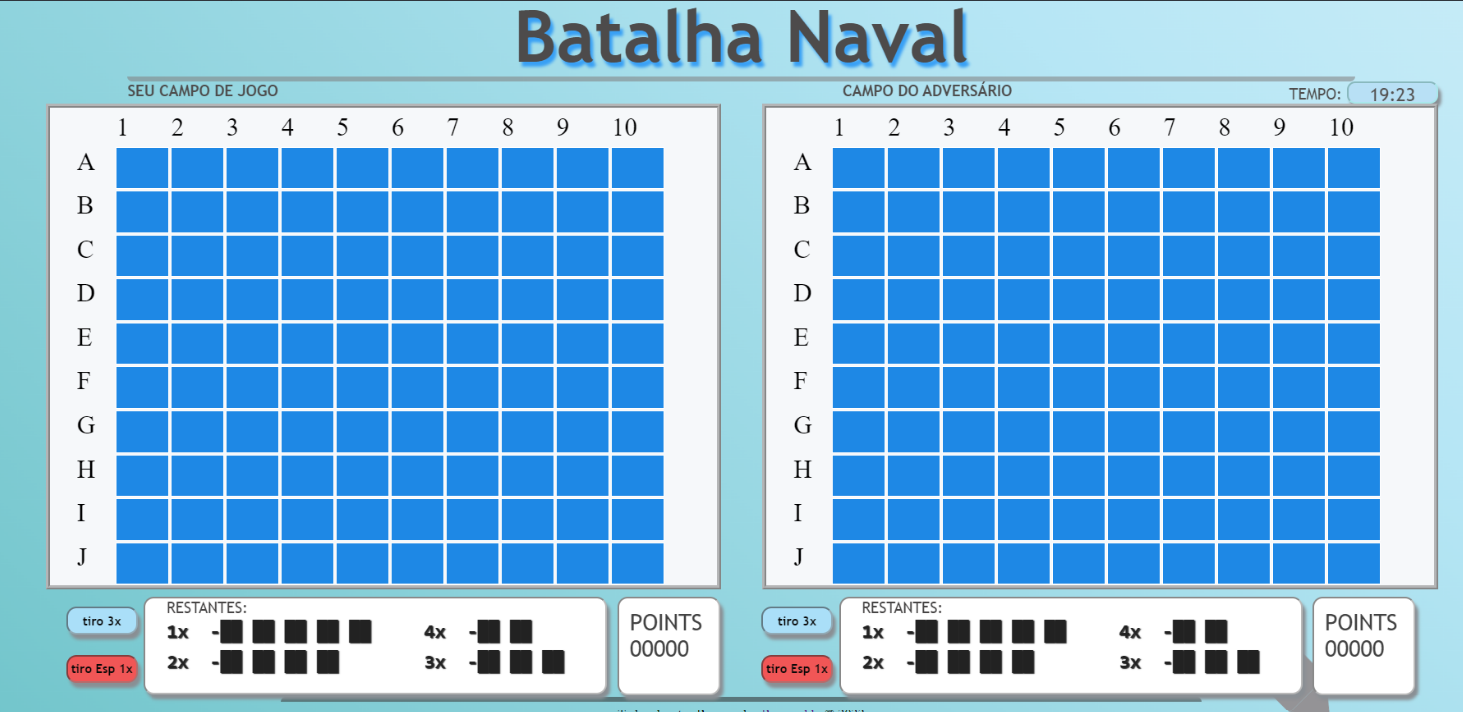 Batalha Naval
SEU CAMPO DE JOGO
CAMPO DO ADVERSÁRIO
TEMPO: 19:23
1 2 3 4 5 6 7 8 9 10
A
B
C
D
E
F
G
H
I
J
1 2 3 4 5 6 7 8 9 10
A
B
C
D
E
F
G
H
I
J
tiro 3x
tiro Esp 1x
RESTANTES:
1x - 4x -
2x - 3x -
POINTS
00000
tiro 3x
tiro Esp 1x
RESTANTES:
1x - 4x -
2x - 3x -
POINTS
00000